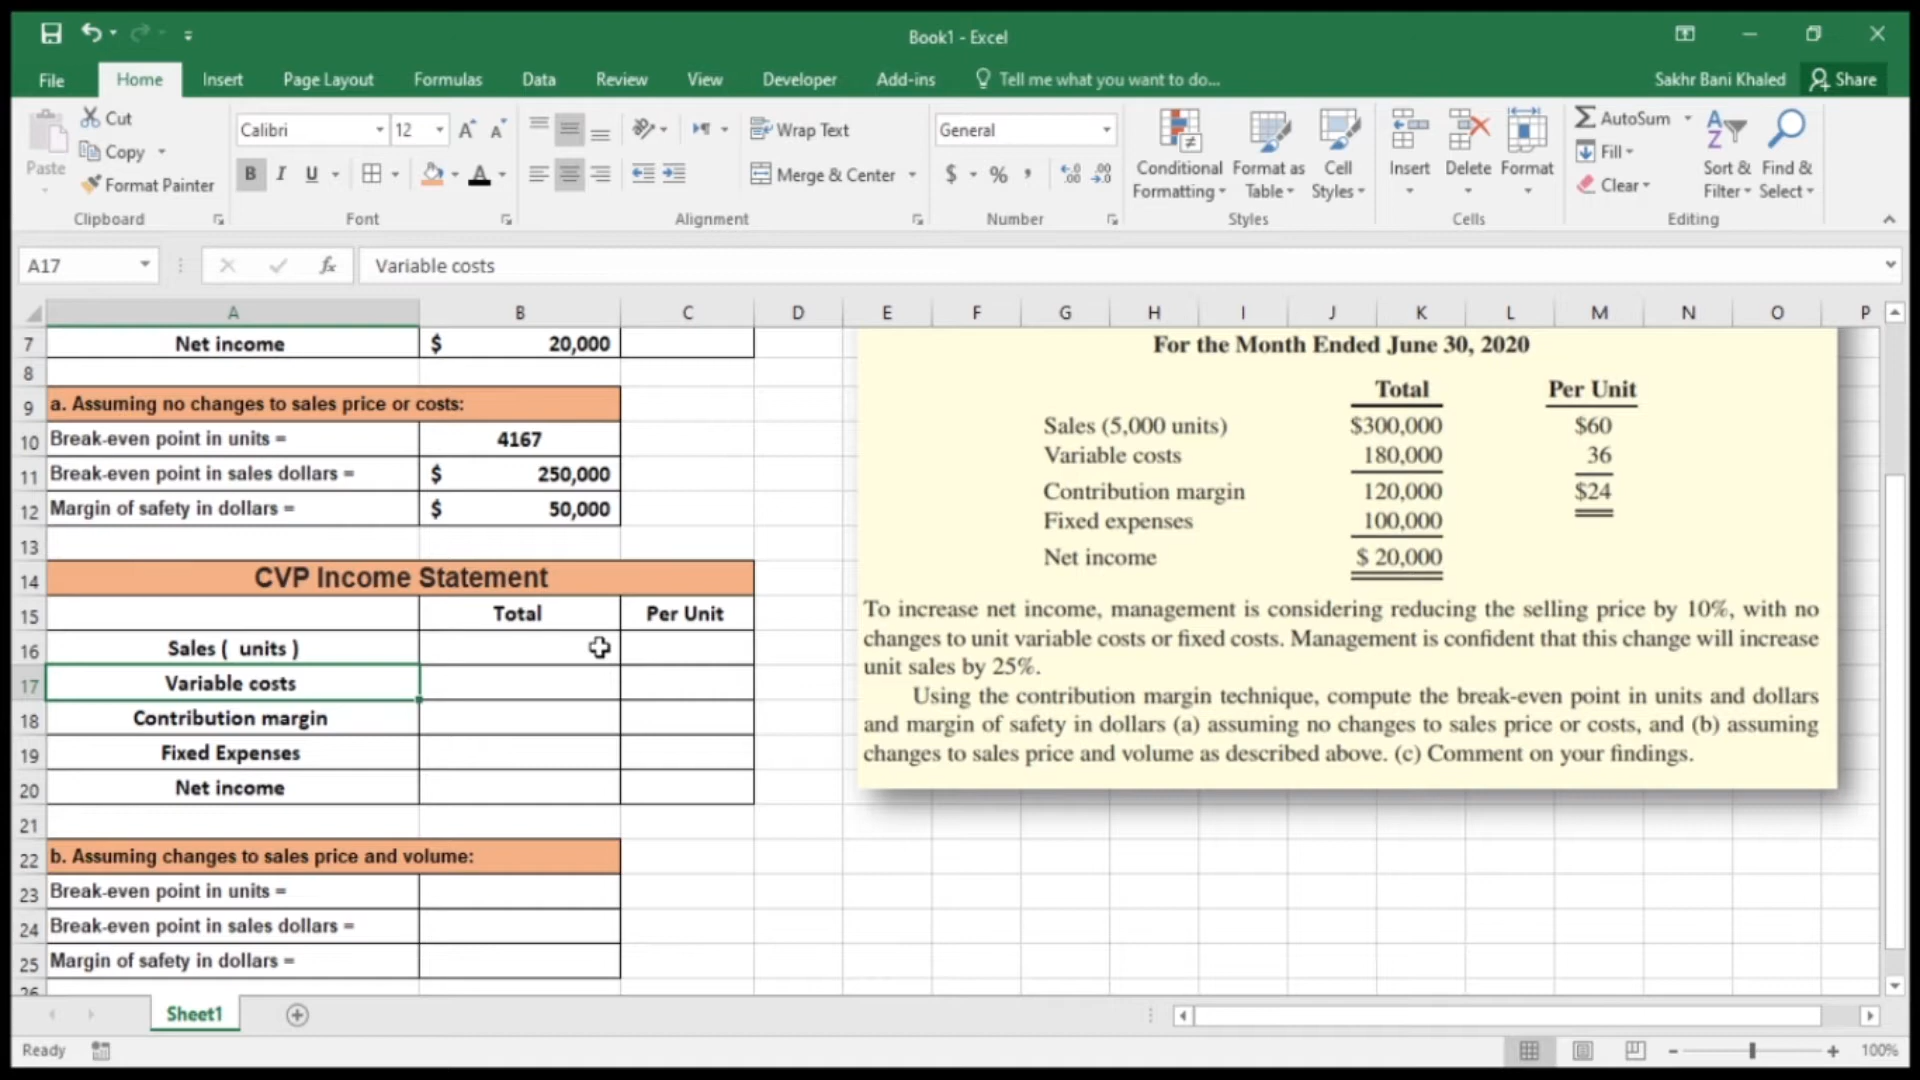 Book1 - Excel
File Home Insert Page Layout Formulas Data Review View Developer Add-ins Tell me what you want to do... Sakhr Bani Khaled Share
Paste
Cut
Copy
Format Painter
Clipboard
Calibri 12
B I U
Font
Wrap Text
Merge & Center
Alignment
General
$ % ,
Number
Conditional Formatting
Format as Table
Cell Styles
Styles
Insert Delete Format
Cells
AutoSum
Fill
Clear
Sort & Filter
Find & Select
Editing
A17 fx Variable costs
A B C D E F G H I J K L M N O P
7 Net income $ 20,000
8
9 a. Assuming no changes to sales price or costs:
10 Break-even point in units = 4167
11 Break-even point in sales dollars = $ 250,000
12 Margin of safety in dollars = $ 50,000
13
14 CVP Income Statement
15 Total Per Unit
16 Sales ( units )
17 Variable costs
18 Contribution margin
19 Fixed Expenses
20 Net income
21
22 b. Assuming changes to sales price and volume:
23 Break-even point in units =
24 Break-even point in sales dollars =
25 Margin of safety in dollars =
26
For the Month Ended June 30, 2020
Total Per Unit
Sales (5,000 units) $300,000 $60
Variable costs 180,000 36
Contribution margin 120,000 $24
Fixed expenses 100,000
Net income $ 20,000
To increase net income, management is considering reducing the selling price by 10%, with no
changes to unit variable costs or fixed costs. Management is confident that this change will increase
unit sales by 25%.
Using the contribution margin technique, compute the break-even point in units and dollars
and margin of safety in dollars (a) assuming no changes to sales price or costs, and (b) assuming
changes to sales price and volume as described above. (c) Comment on your findings.
Sheet1
Ready
100%